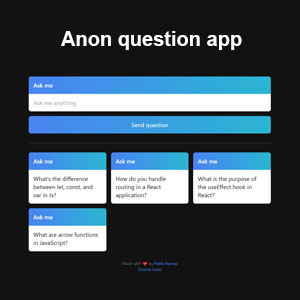 Anon question app
Ask me
Ask me anything
Send question
Ask me
What's the difference
between let, const, and
var in Js?
Ask me
How do you handle
routing in a React
application?
Ask me
What is the purpose of
the useEffect hook in
React?
Ask me
What are arrow functions
in JavaScript?
Made with ❤️ by Pablo Ramos
Source Code